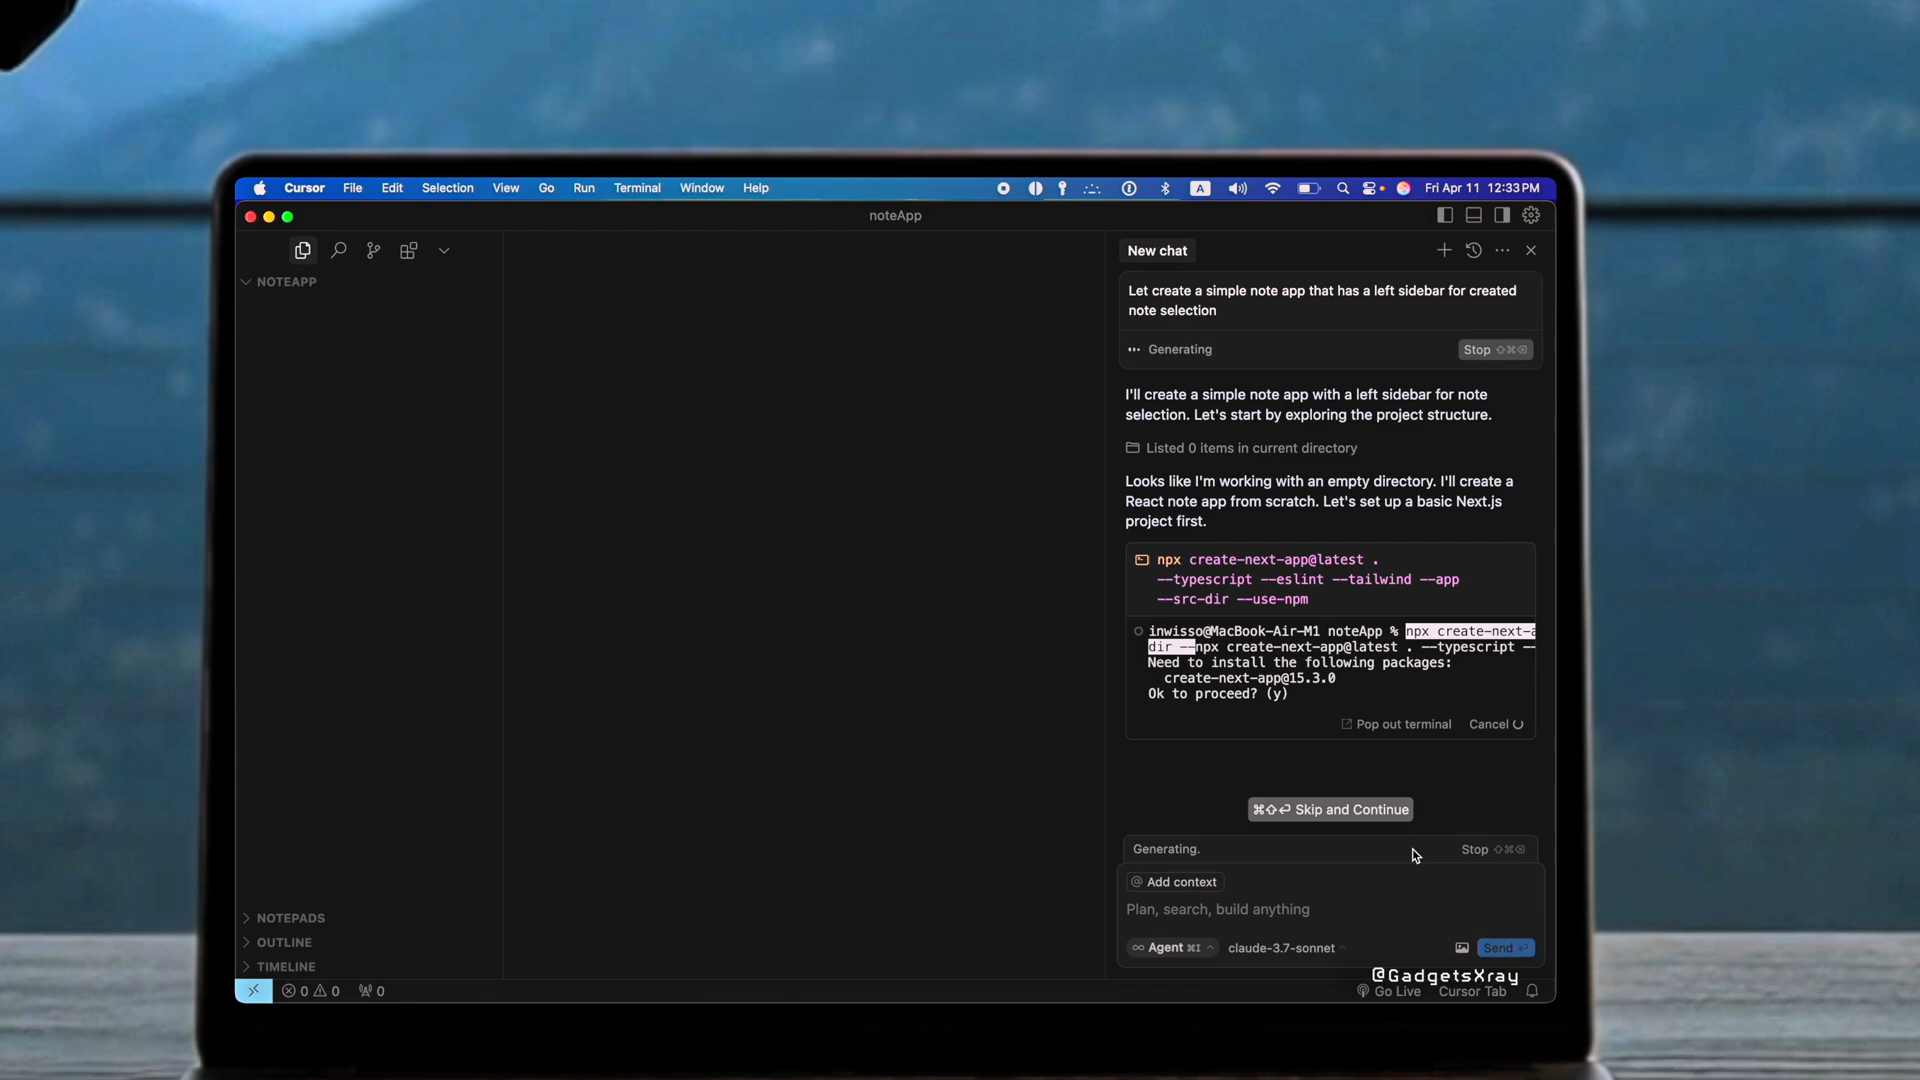 Cursor File Edit Selection View Go Run Terminal Window Help A Fri Apr 11 12:33 PM
noteApp
NOTEAPP
New chat
Let create a simple note app that has a left sidebar for created
note selection
Generating Stop ⇧⌘⌫
I'll create a simple note app with a left sidebar for note
selection. Let's start by exploring the project structure.
Listed 0 items in current directory
Looks like I'm working with an empty directory. I'll create a
React note app from scratch. Let's set up a basic Next.js
project first.
npx create-next-app@latest .
--typescript --eslint --tailwind --app
--src-dir --use-npm
inwisso@MacBook-Air-M1 noteApp % npx create-next-a
dir --npx create-next-app@latest . --typescript --
Need to install the following packages:
create-next-app@15.3.0
Ok to proceed? (y)
Pop out terminal Cancel
⌘⇧⏎ Skip and Continue
Generating. Stop ⇧⌘⌫
@ Add context
Plan, search, build anything
∞ Agent ⌘I claude-3.7-sonnet Send ⏎
NOTEPADS
OUTLINE
TIMELINE
@GadgetsXray
0 0 0 Go Live Cursor Tab